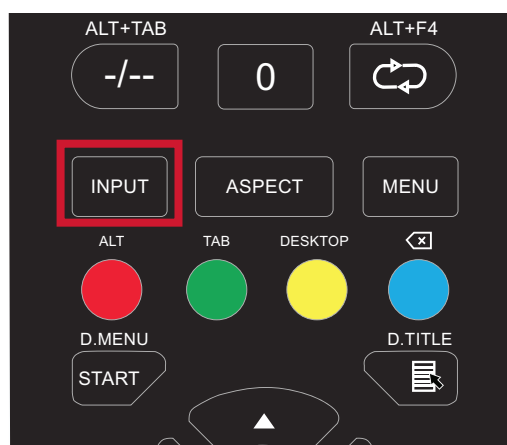 ALT+TAB ALT+F4
-/-- 0
INPUT ASPECT MENU
ALT TAB DESKTOP
D.MENU D.TITLE
START